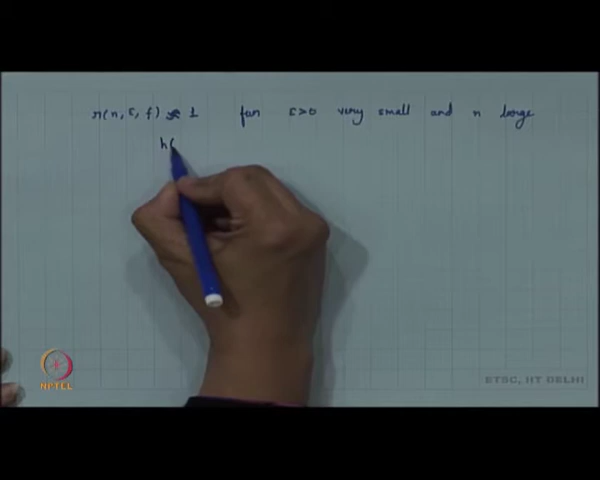 r(n, ε, f) ≈ 1 for ε>0 very small and n large
h(
NPTEL
ETSC, IIT DELHI